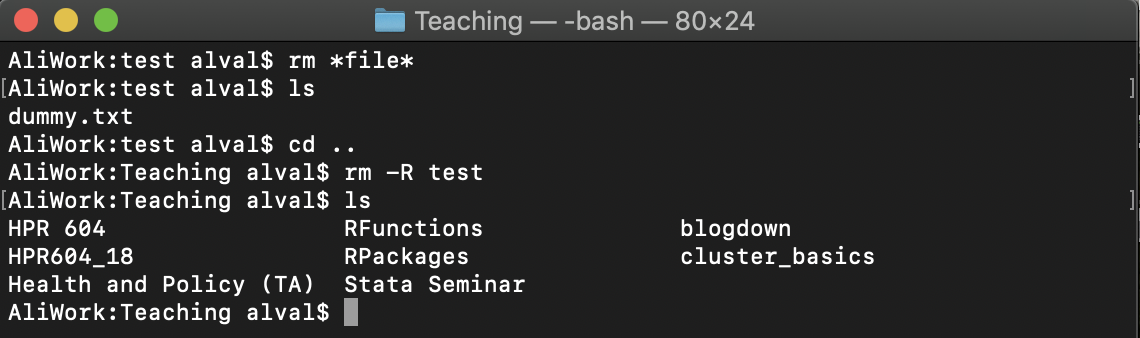 Teaching — -bash — 80×24
AliWork:test alval$ rm *file*
[AliWork:test alval$ ls ]
dummy.txt
AliWork:test alval$ cd ..
AliWork:Teaching alval$ rm -R test
[AliWork:Teaching alval$ ls ]
HPR 604 RFunctions blogdown
HPR604_18 RPackages cluster_basics
Health and Policy (TA) Stata Seminar
AliWork:Teaching alval$